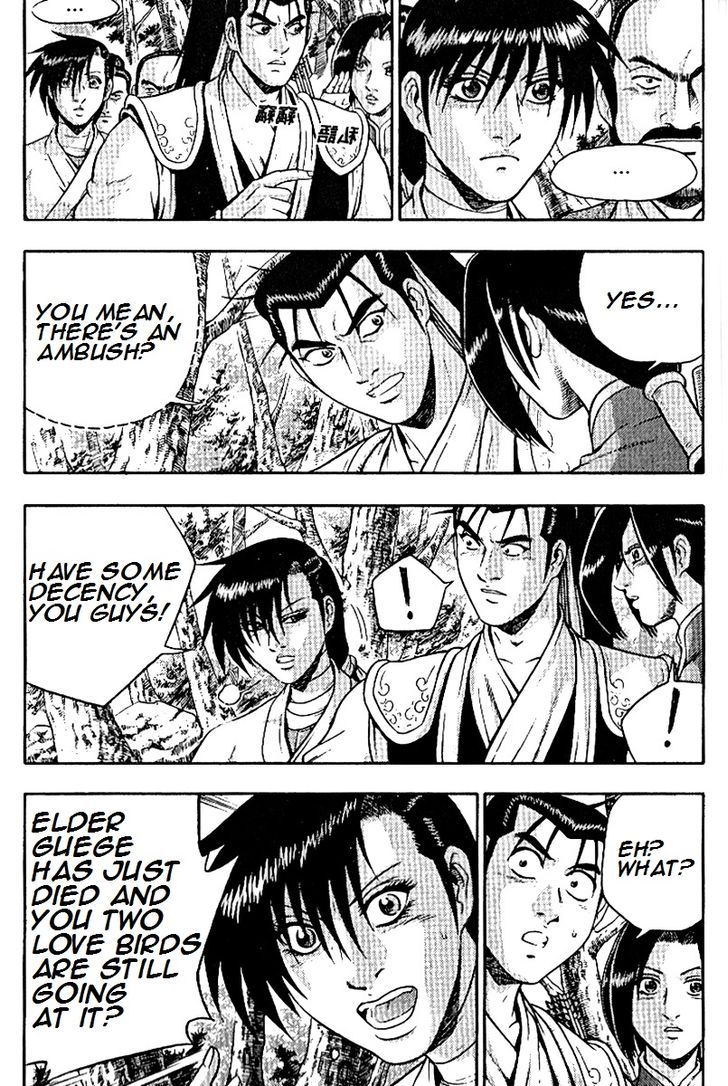 ...
...
YOU MEAN,
THERE'S AN
AMBUSH?
YES...
HAVE SOME
DECENCY,
YOU GUYS!
!
!
ELDER
GUEGE
HAS JUST
DIED AND
YOU TWO
LOVE BIRDS
ARE STILL
GOING
AT IT?
EH?
WHAT?